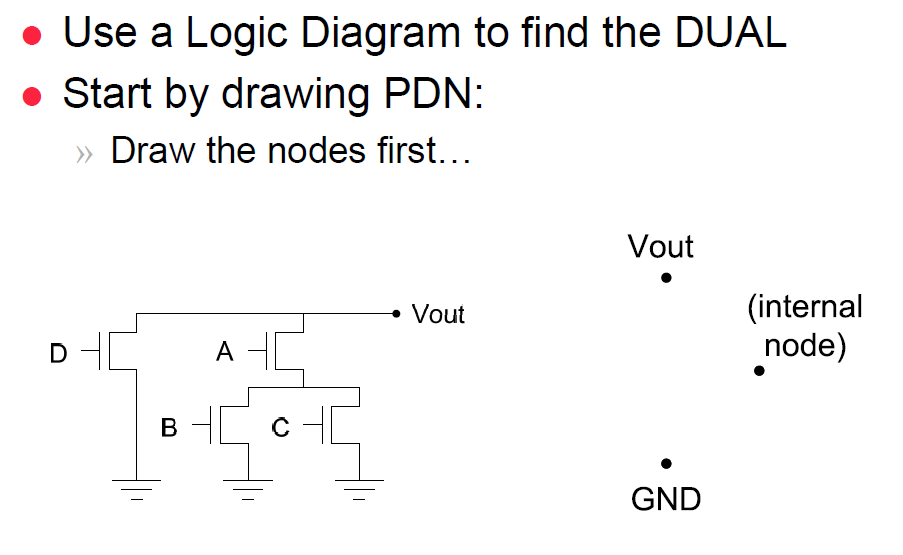 Use a Logic Diagram to find the DUAL
Start by drawing PDN:
» Draw the nodes first…
Vout
(internal
node)
Vout
D
A
B
C
GND